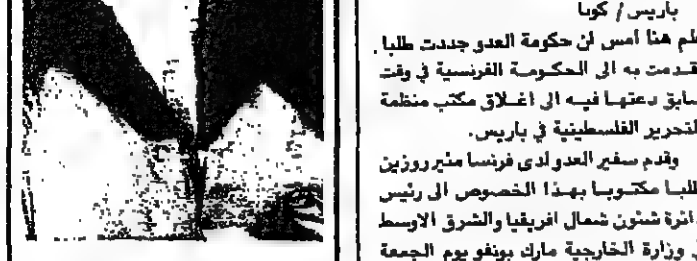 باريس / كونا
علم هنا أمس ان حكومة العدو جددت طلبا
تقدمت به الى الحكومة الفرنسية في وقت
سابق دعتها فيه الى اغلاق مكتب منظمة
التحرير الفلسطينية في باريس.
وقدم سفير العدو لدى فرنسا مئير روزين
طلبا مكتوبا بهذا الخصوص الى رئيس
دائرة شئون شمال افريقيا والشرق الاوسط
في وزارة الخارجية مارك بونفو يوم الجمعة